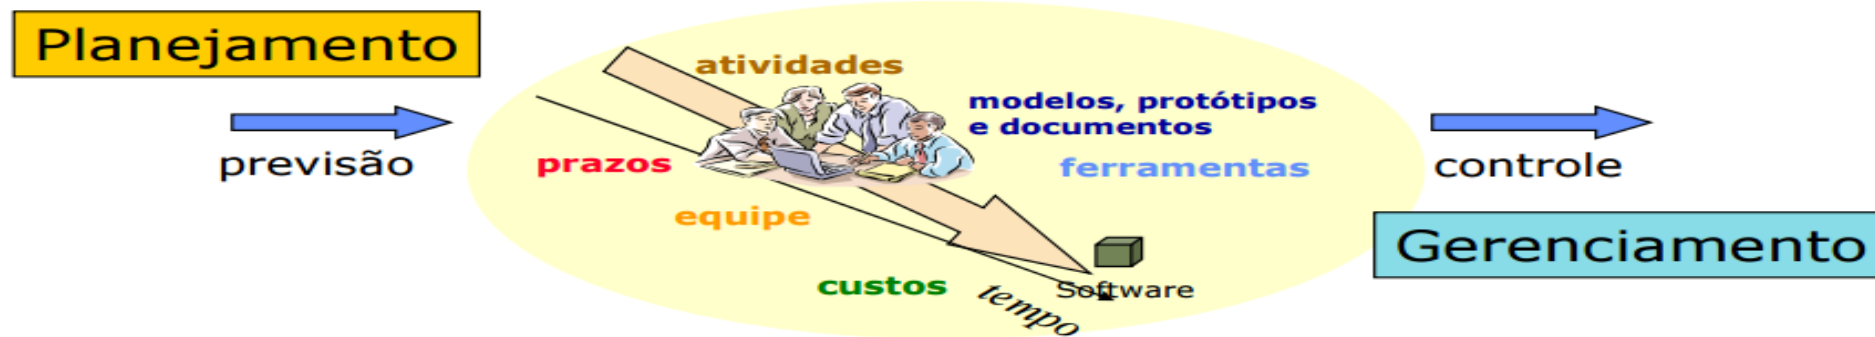 Planejamento
previsão
atividades
modelos, protótipos
e documentos
prazos
ferramentas
equipe
custos
tempo
Software
controle
Gerenciamento